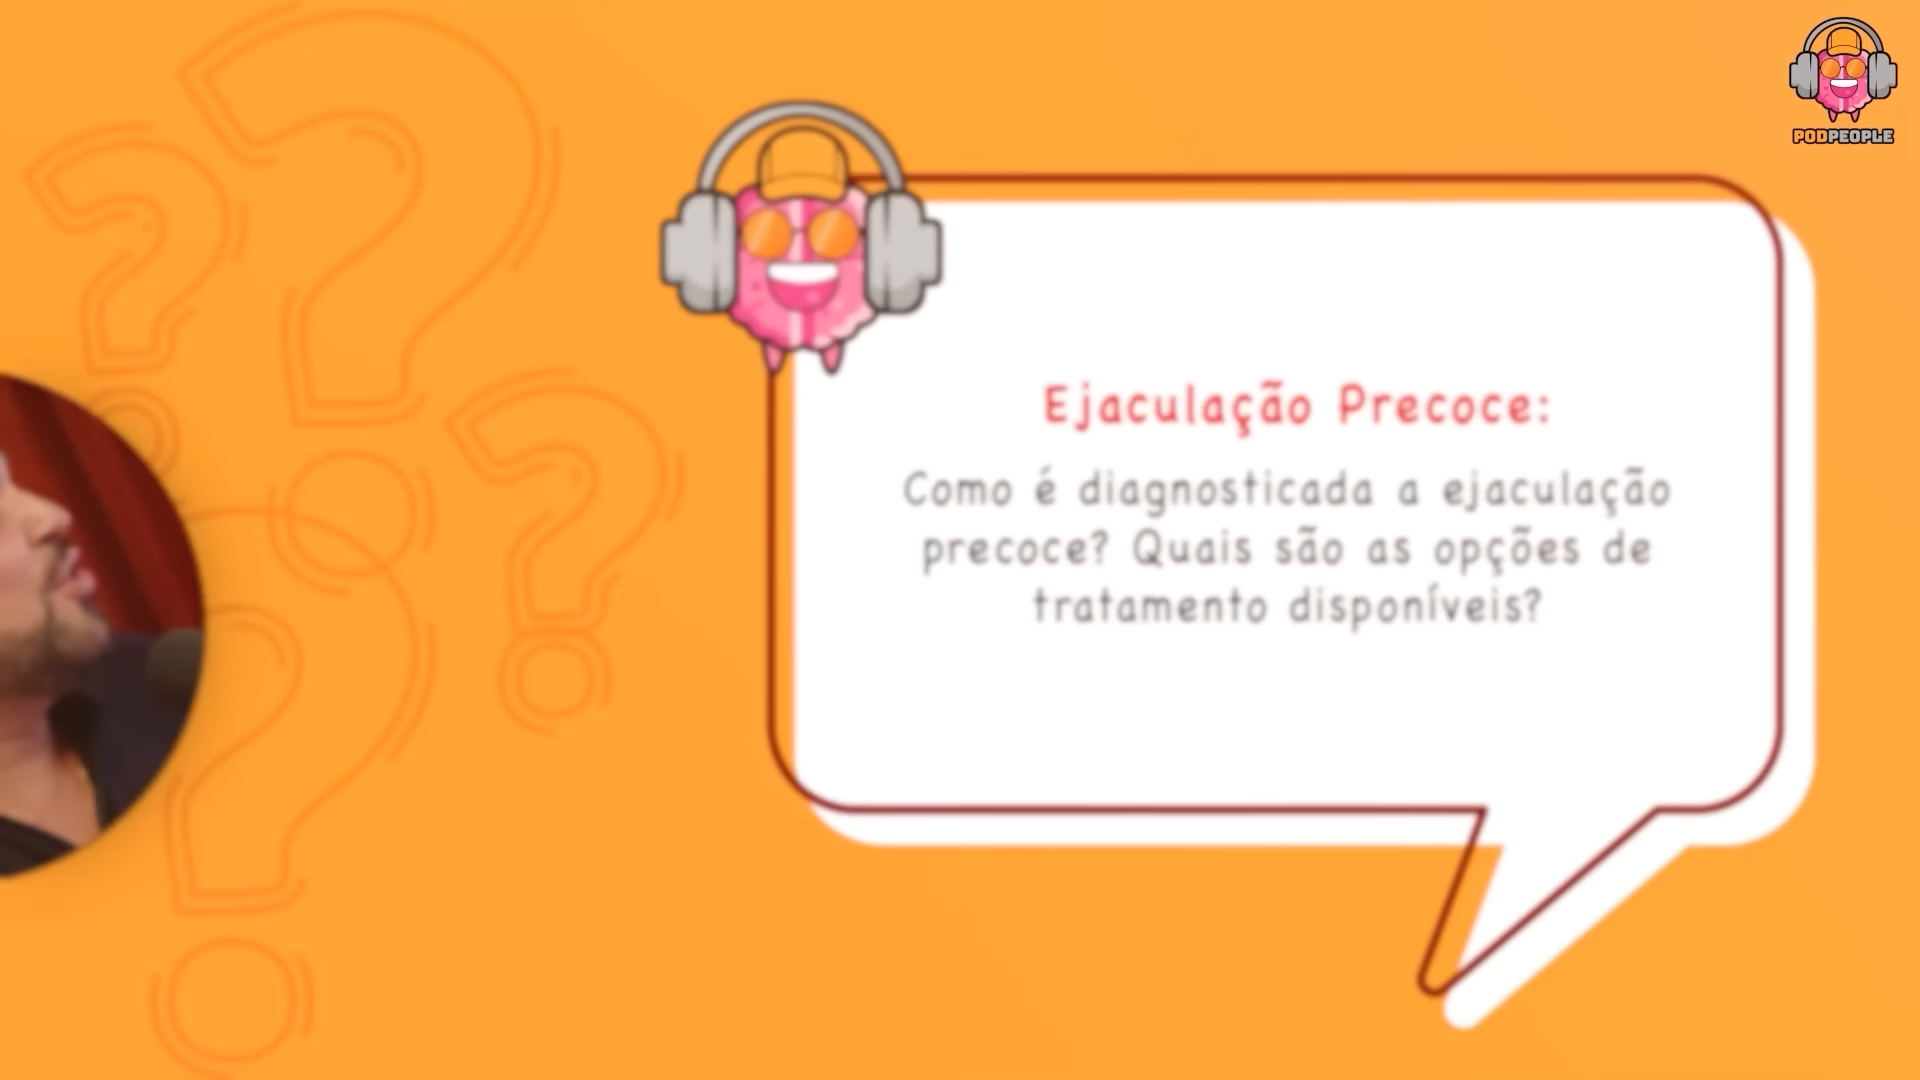 PODPEOPLE
Ejaculação Precoce:
Como é diagnosticada a ejaculação
precoce? Quais são as opções de
tratamento disponíveis?